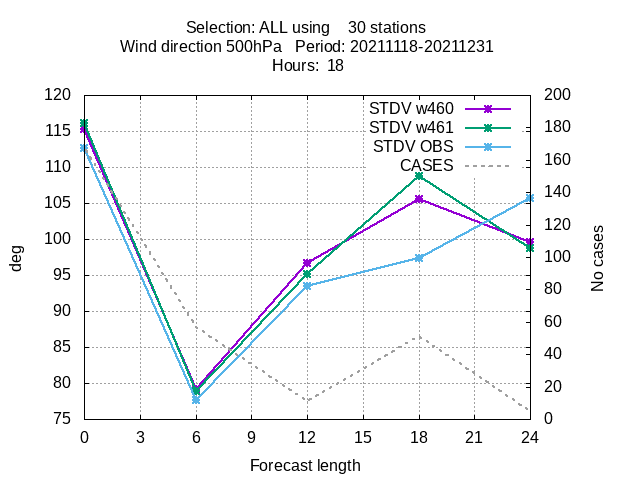 Selection: ALL using 30 stations
Wind direction 500hPa Period: 20211118-20211231
Hours: 18
STDV w460
STDV w461
STDV OBS
CASES
deg
120
115
110
105
100
95
90
85
80
75
No cases
200
180
160
140
120
100
80
60
40
20
0
0 3 6 9 12 15 18 21 24
Forecast length